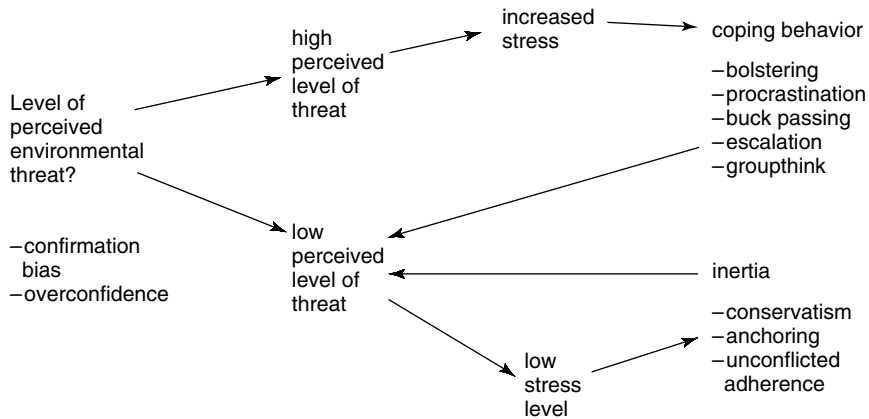 Level of
perceived
environmental
threat?
–confirmation
bias
–overconfidence
high
perceived
level of
threat
increased
stress
coping behavior
–bolstering
–procrastination
–buck passing
–escalation
–groupthink
low
perceived
level of
threat
low
stress
level
inertia
–conservatism
–anchoring
–unconflicted
adherence